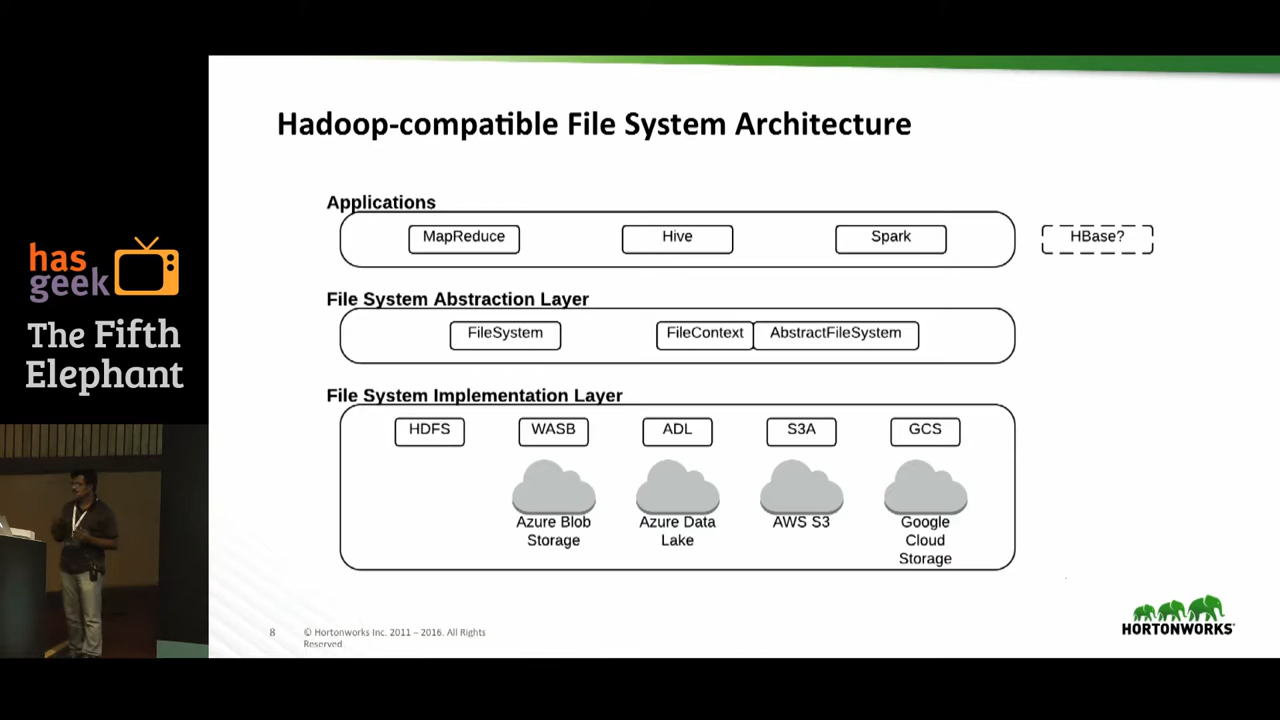 Hadoop-compatible File System Architecture
Applications
MapReduce
Hive
Spark
HBase?
File System Abstraction Layer
FileSystem
FileContext
AbstractFileSystem
File System Implementation Layer
HDFS
WASB
ADL
S3A
GCS
Azure Blob
Storage
Azure Data
Lake
AWS S3
Google
Cloud
Storage
8
© Hortonworks Inc. 2011 – 2016. All Rights
Reserved
HORTONWORKS
has
geek
The Fifth
Elephant